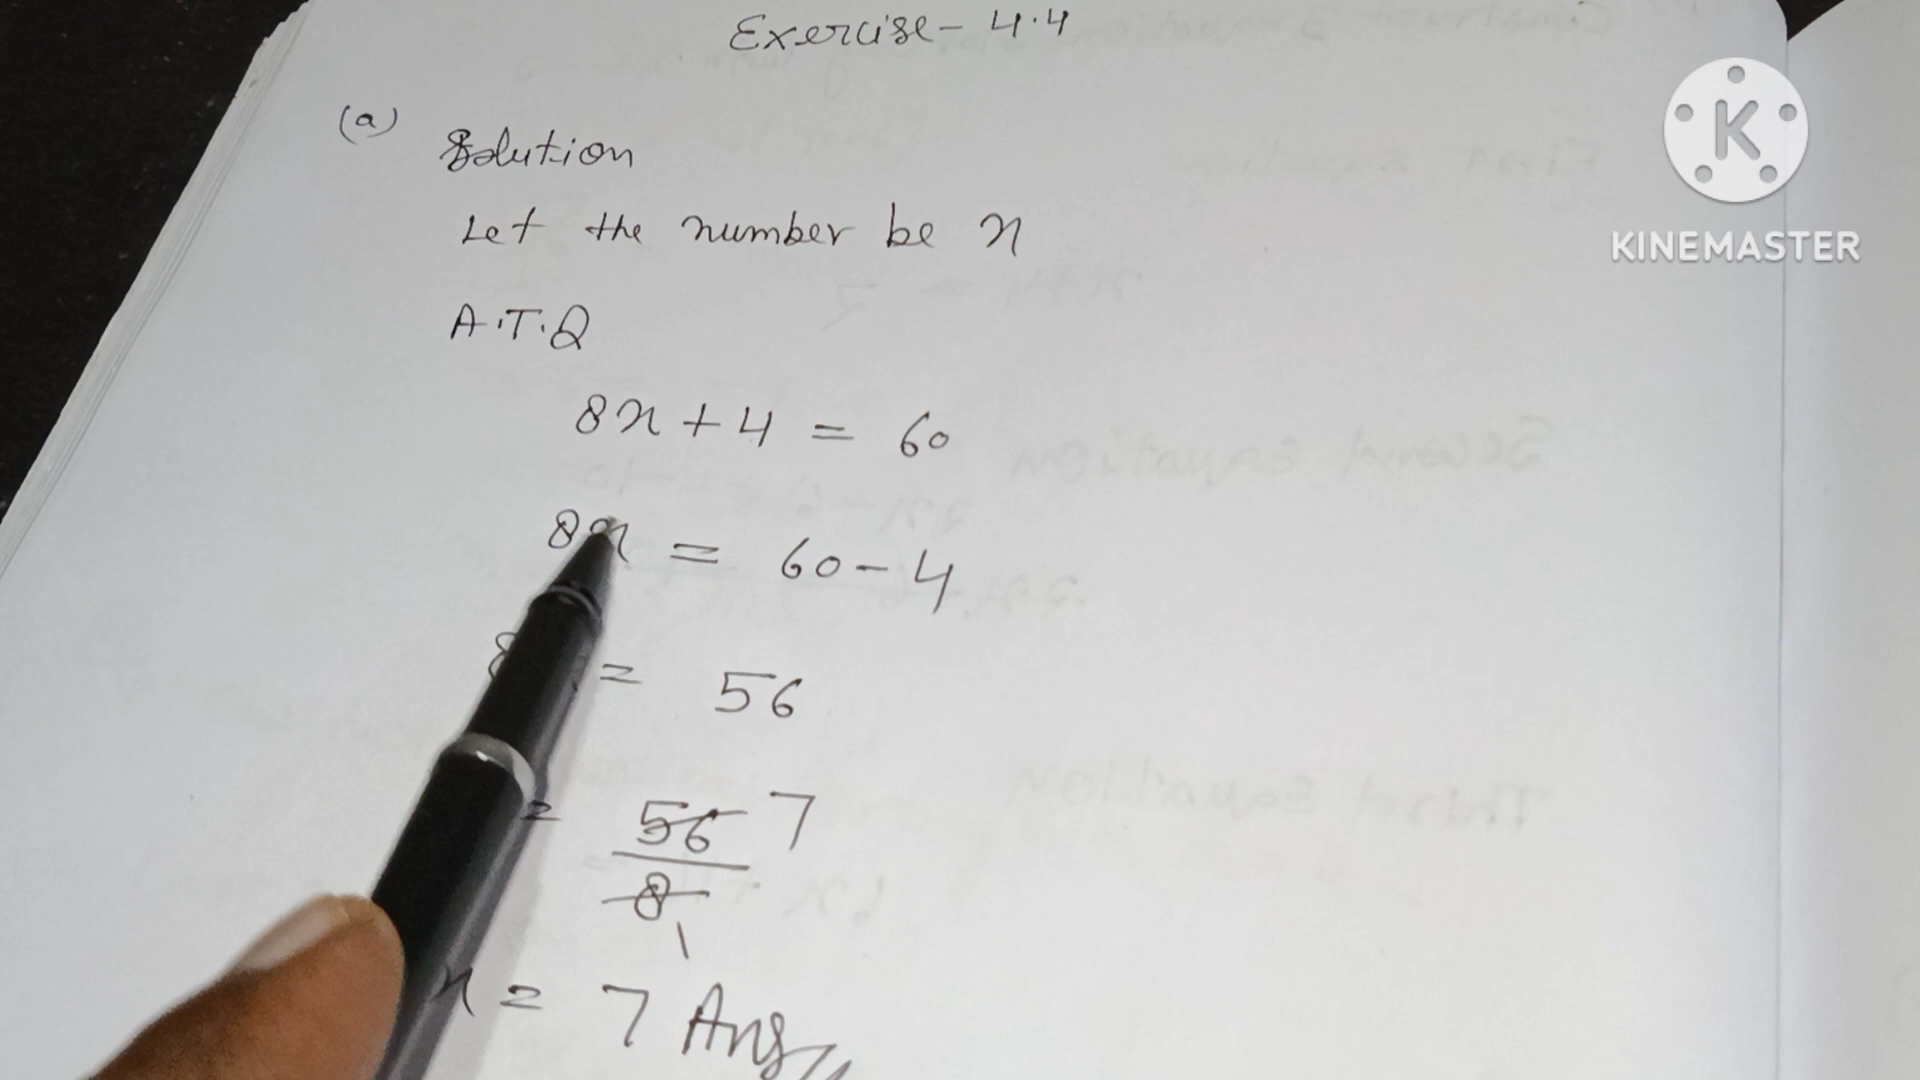 Exercise - 4.4
(a) Solution
Let the number be x
A.T.Q
8x + 4 = 60
8x = 60 - 4
8 = 56
= 56 7
8 1
x = 7 Ans
K
KINEMASTER